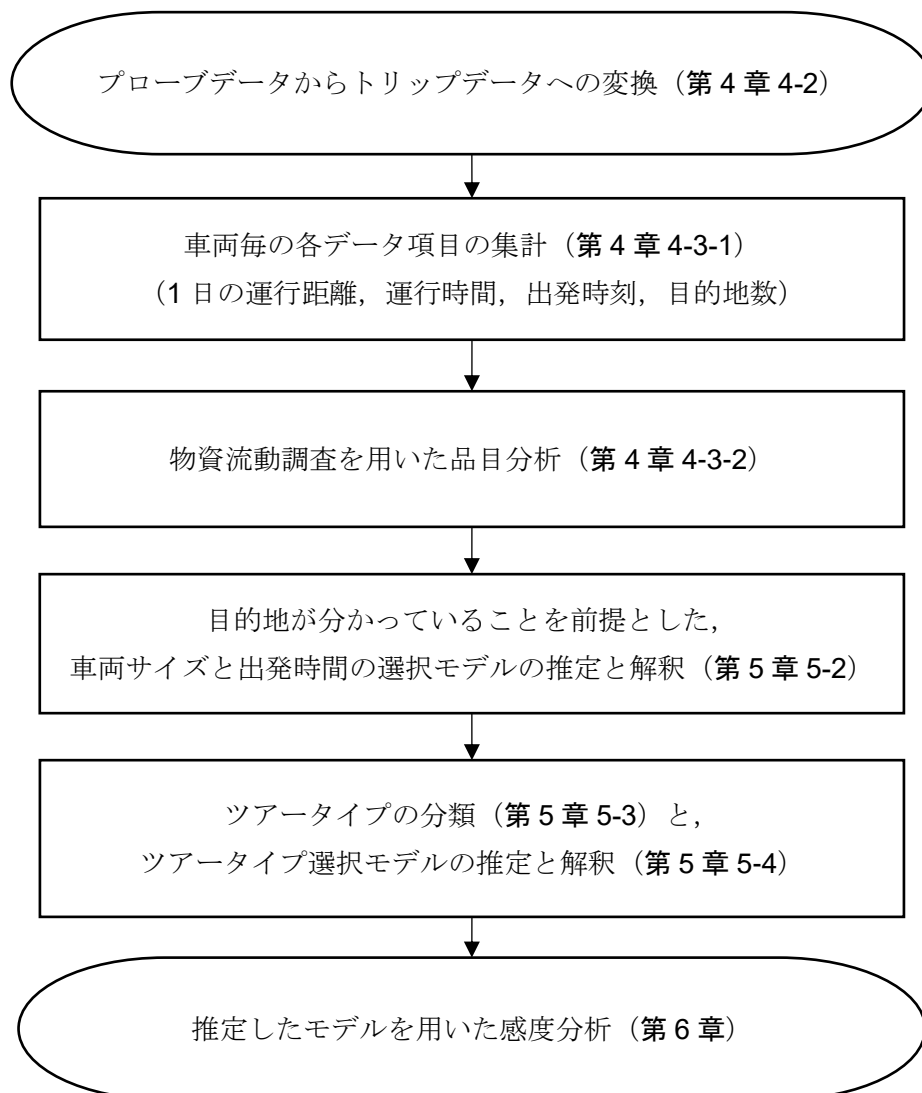 プローブデータからトリップデータへの変換（第 4 章 4-2）
車両毎の各データ項目の集計（第 4 章 4-3-1）
（1 日の運行距離，運行時間，出発時刻，目的地数）
物資流動調査を用いた品目分析（第 4 章 4-3-2）
目的地が分かっていることを前提とした，
車両サイズと出発時間の選択モデルの推定と解釈（第 5 章 5-2）
ツアータイプの分類（第 5 章 5-3）と，
ツアータイプ選択モデルの推定と解釈（第 5 章 5-4）
推定したモデルを用いた感度分析（第 6 章）